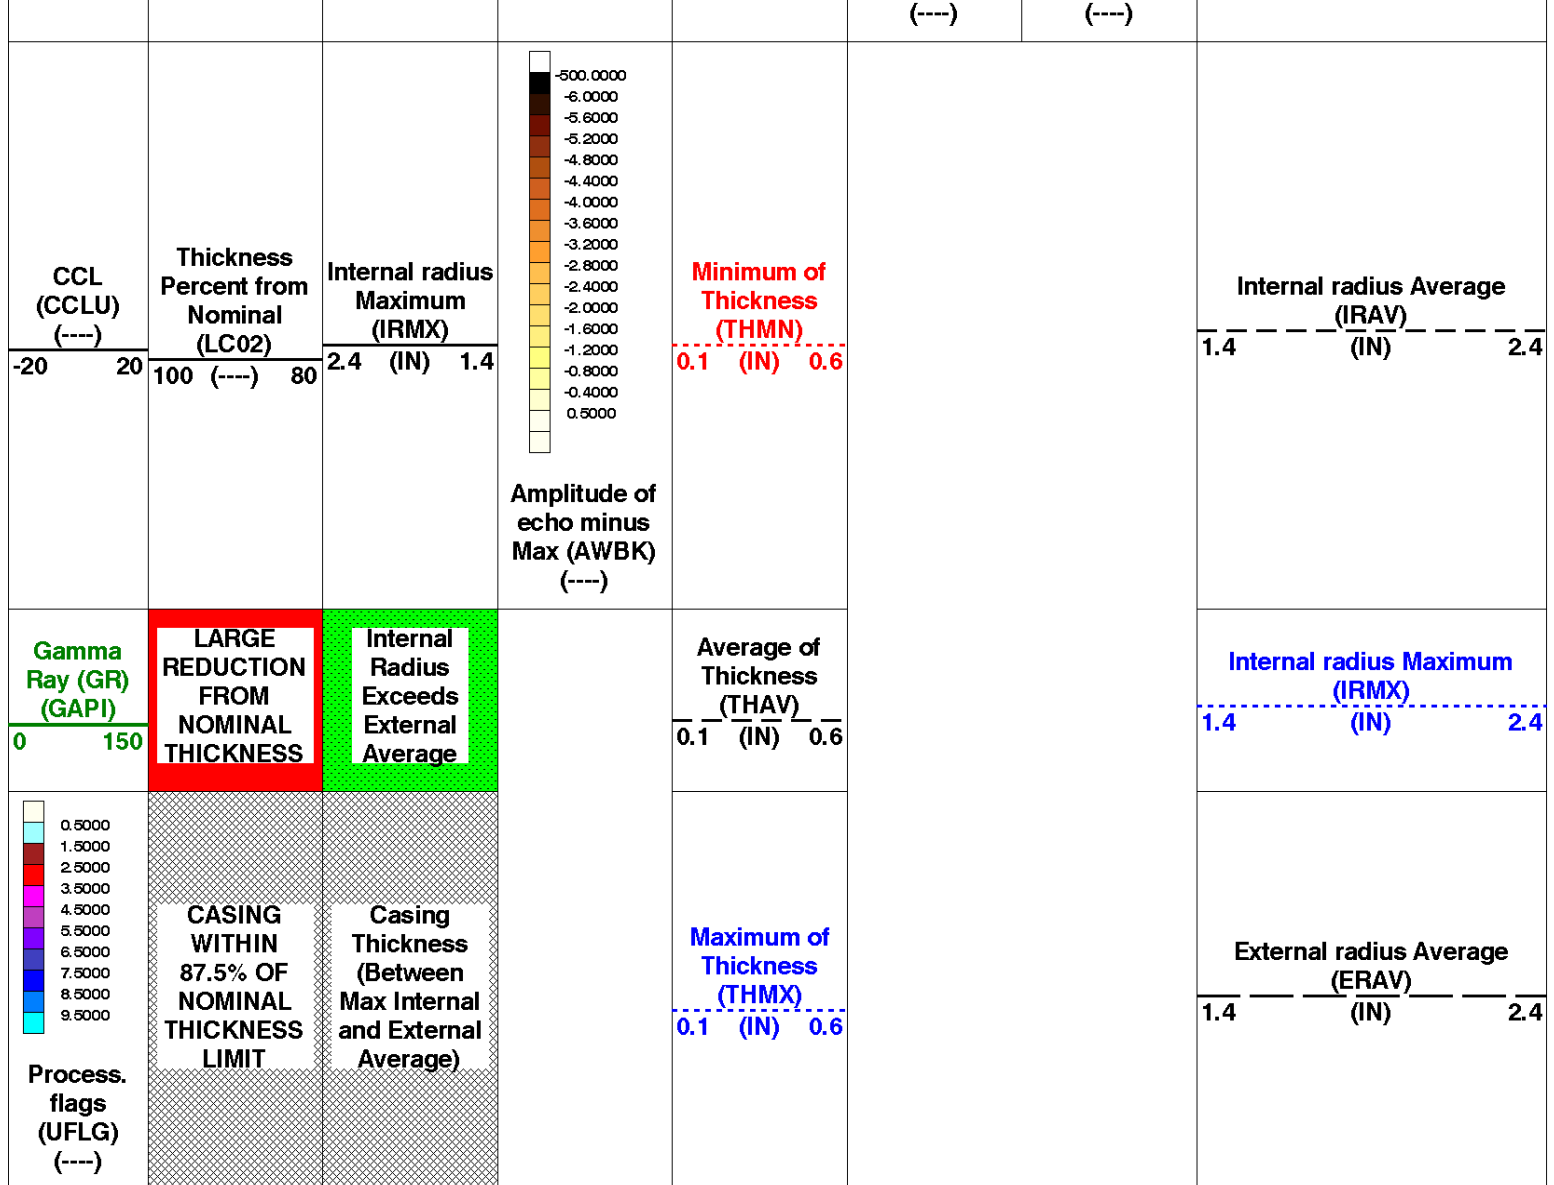 (----)
(----)
CCL
(CCLU)
(----)
-20 20
Thickness
Percent from
Nominal
(LC02)
100 (----) 80
Internal radius
Maximum
(IRMX)
2.4 (IN) 1.4
-500.0000
-6.0000
-5.6000
-5.2000
-4.8000
-4.4000
-4.0000
-3.6000
-3.2000
-2.8000
-2.4000
-2.0000
-1.6000
-1.2000
-0.8000
-0.4000
0.5000
Amplitude of
echo minus
Max (AWBK)
(----)
Minimum of
Thickness
(THMN)
0.1 (IN) 0.6
Internal radius Average
(IRAV)
1.4 (IN) 2.4
Gamma
Ray (GR)
(GAPI)
0 150
LARGE
REDUCTION
FROM
NOMINAL
THICKNESS
Internal
Radius
Exceeds
External
Average
Average of
Thickness
(THAV)
0.1 (IN) 0.6
Internal radius Maximum
(IRMX)
1.4 (IN) 2.4
0.5000
1.5000
2.5000
3.5000
4.5000
5.5000
6.5000
7.5000
8.5000
9.5000
Process.
flags
(UFLG)
(----)
CASING
WITHIN
87.5% OF
NOMINAL
THICKNESS
LIMIT
Casing
Thickness
(Between
Max Internal
and External
Average)
Maximum of
Thickness
(THMX)
0.1 (IN) 0.6
External radius Average
(ERAV)
1.4 (IN) 2.4